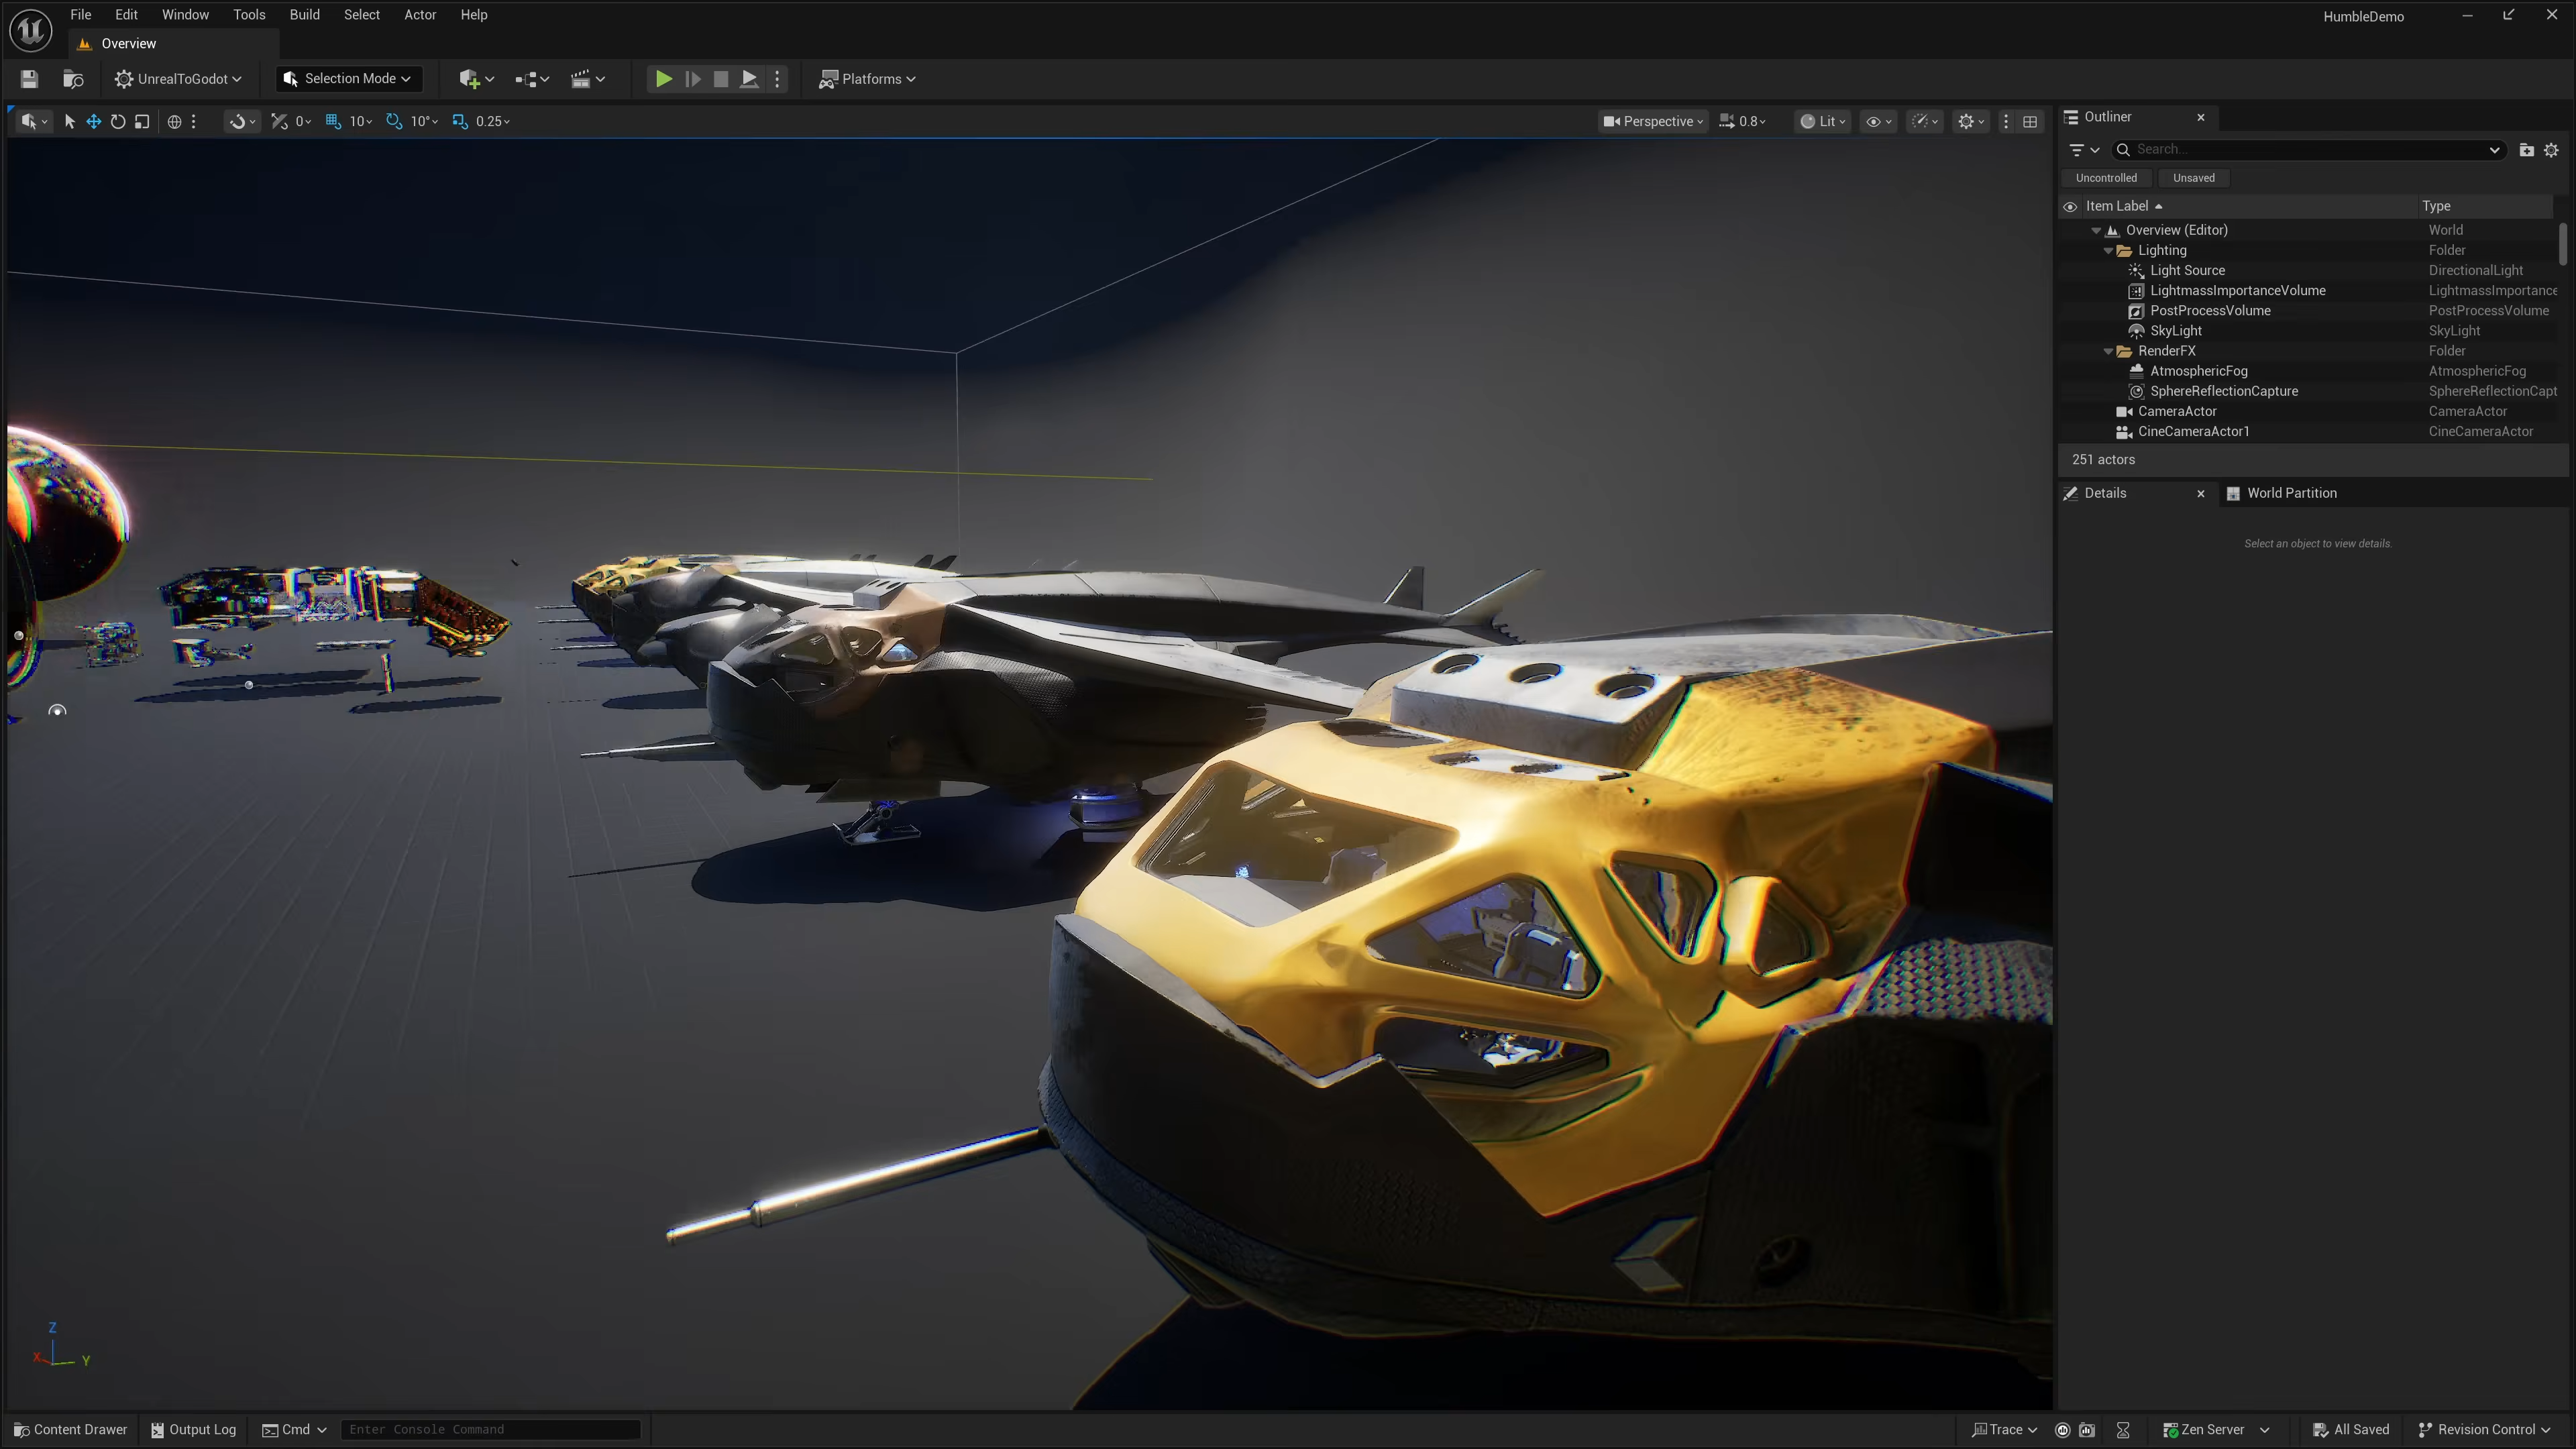 File Edit Window Tools Build Select Actor Help
HumbleDemo
Overview
UnrealToGodot
Selection Mode
Platforms
0
10
10°
0.25
Perspective
0.8
Lit
Outliner
Search...
Uncontrolled Unsaved
Item Label Type
Overview (Editor) World
Lighting Folder
Light Source DirectionalLight
LightmassImportanceVolume LightmassImportance
PostProcessVolume PostProcessVolume
SkyLight SkyLight
RenderFX Folder
AtmosphericFog AtmosphericFog
SphereReflectionCapture SphereReflectionCapt
CameraActor CameraActor
CineCameraActor1 CineCameraActor
251 actors
Details World Partition
Select an object to view details.
Z
X Y
Content Drawer Output Log Cmd Enter Console Command
Trace Zen Server All Saved Revision Control